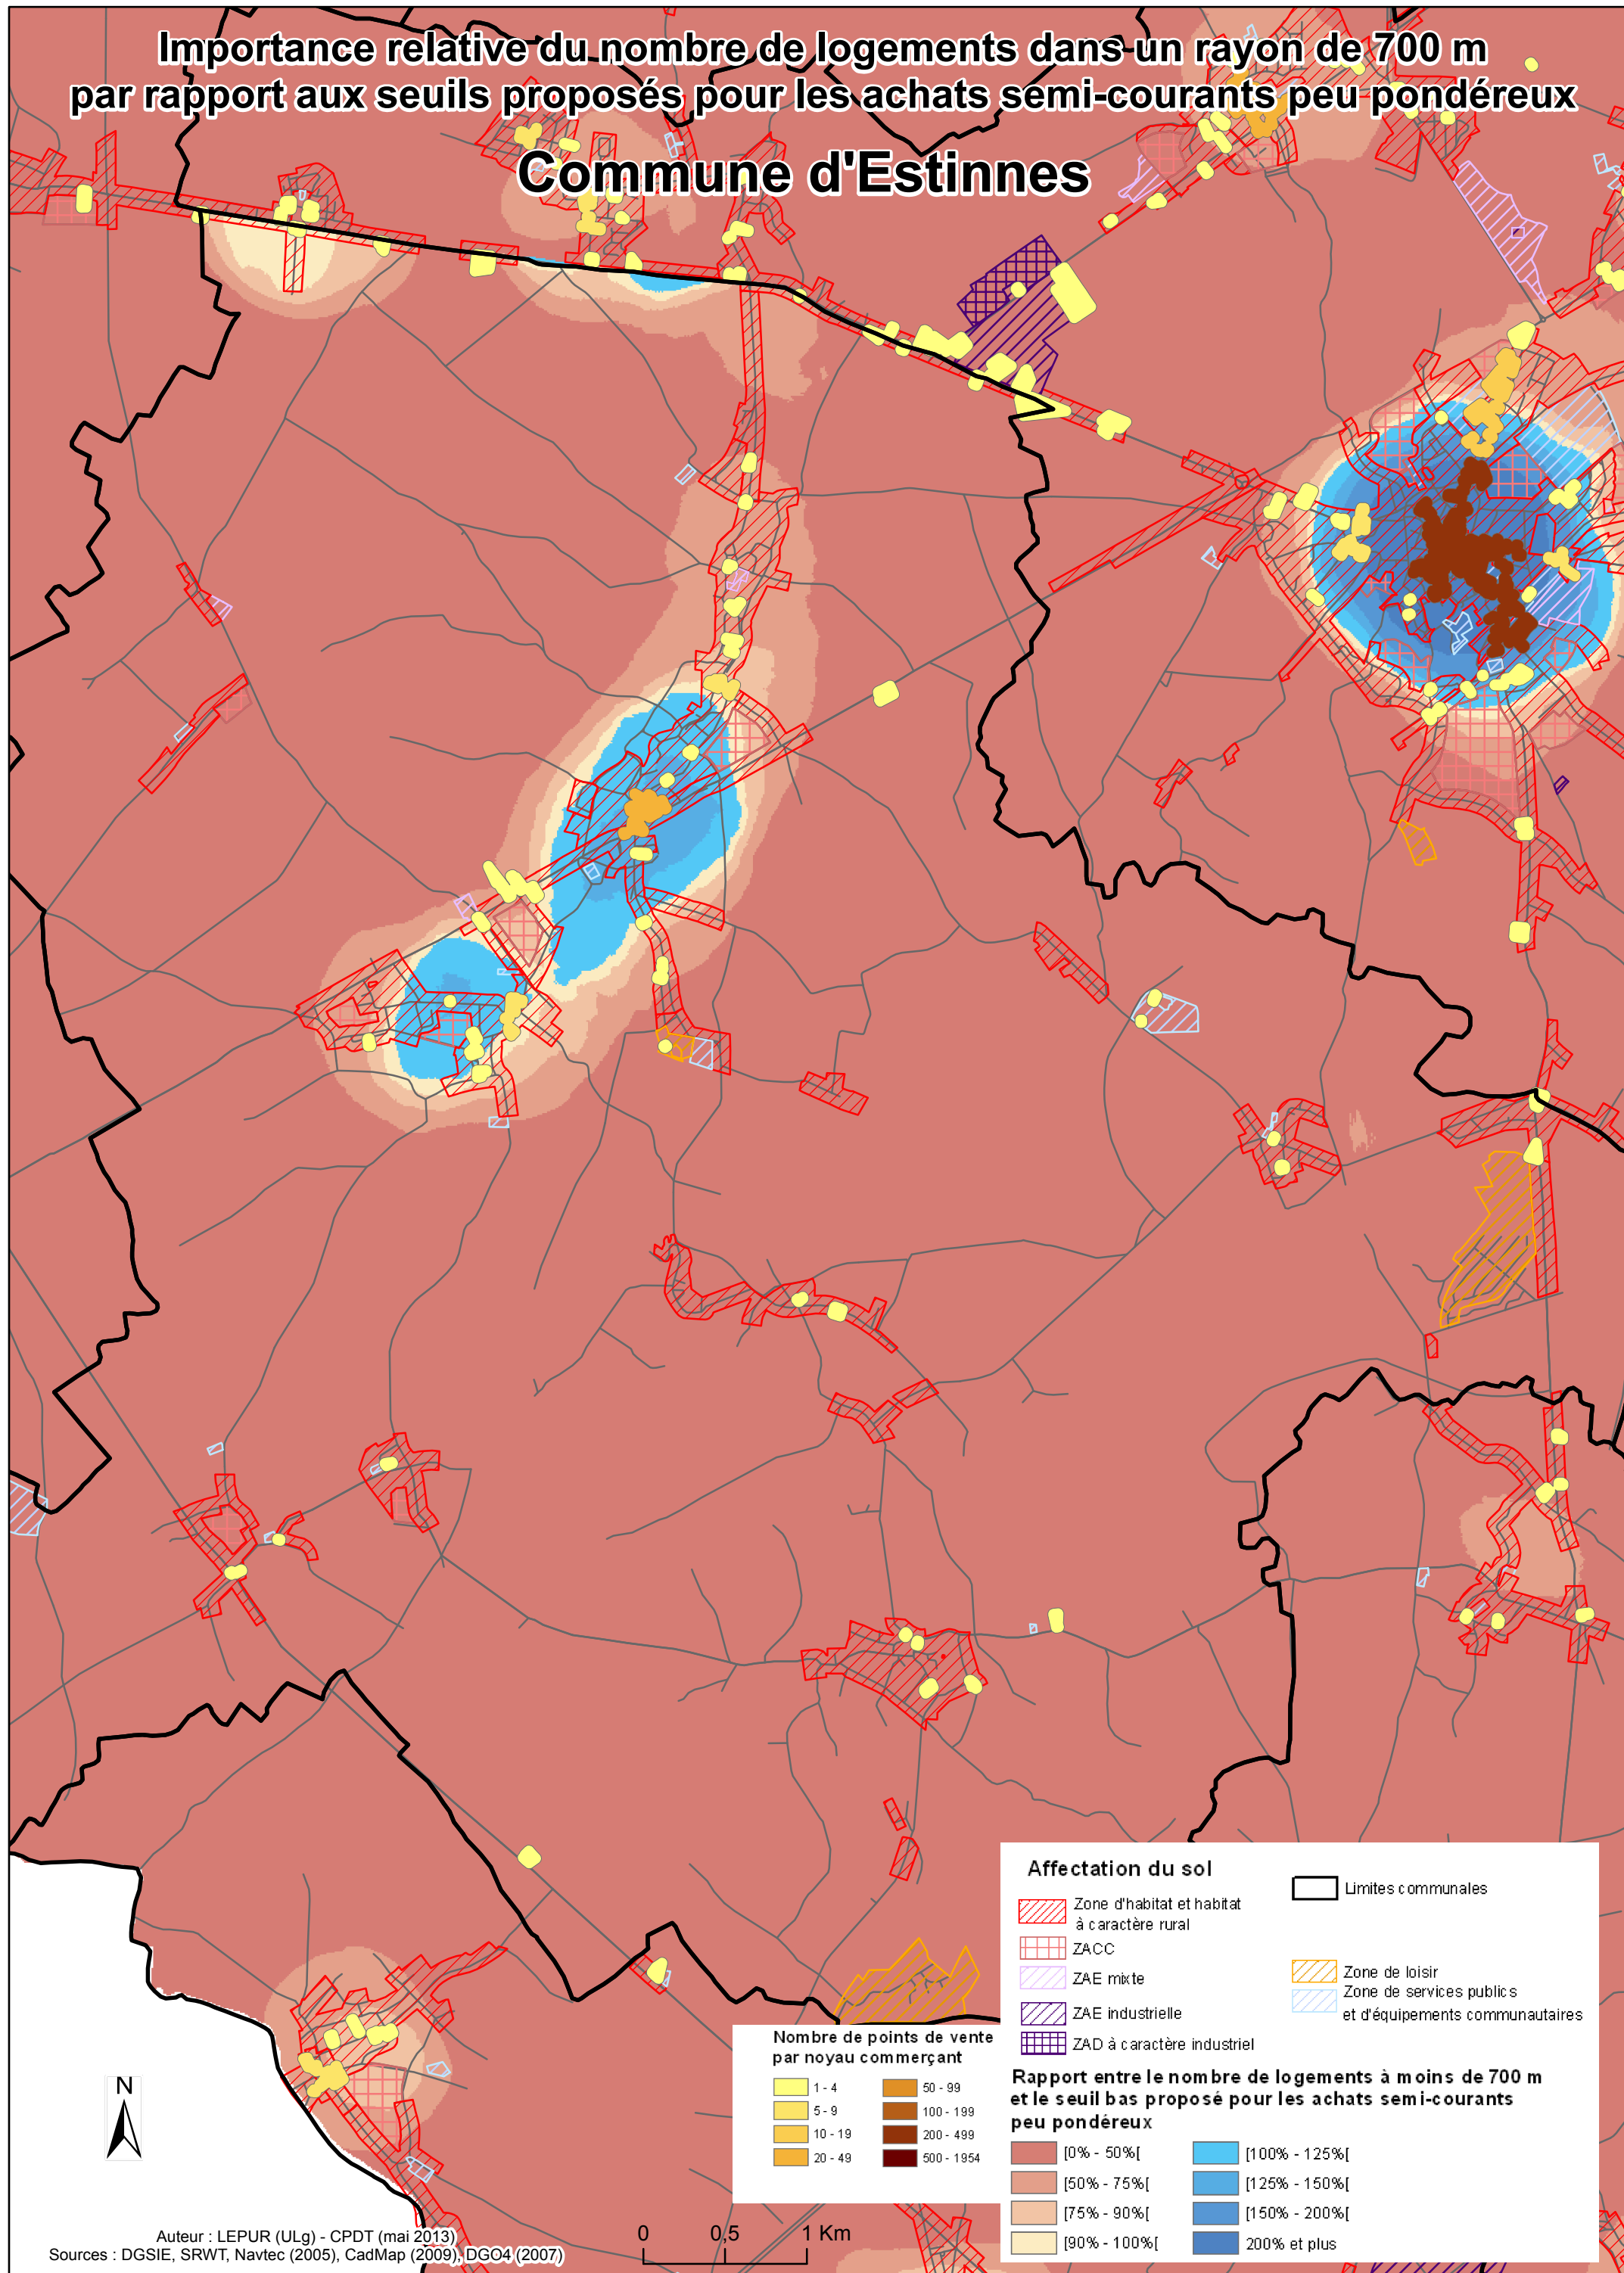 Importance relative du nombre de logements dans un rayon de 700 m
par rapport aux seuils proposés pour les achats semi-courants peu pondéreux
Commune d'Estinnes
Affectation du sol
Zone d'habitat et habitat
à caractère rural
ZACC
ZAE mixte
ZAE industrielle
ZAD à caractère industriel
Limites communales
Zone de loisir
Zone de services publics
et d'équipements communautaires
Nombre de points de vente
par noyau commerçant
1 - 4
5 - 9
10 - 19
20 - 49
50 - 99
100 - 199
200 - 499
500 - 1954
Rapport entre le nombre de logements à moins de 700 m
et le seuil bas proposé pour les achats semi-courants
peu pondéreux
[0% - 50%[
[50% - 75%[
[75% - 90%[
[90% - 100%[
[100% - 125%[
[125% - 150%[
[150% - 200%[
200% et plus
N
Auteur : LEPUR (ULg) - CPDT (mai 2013)
Sources : DGSIE, SRWT, Navtec (2005), CadMap (2009), DGO4 (2007)
0 0,5 1 Km